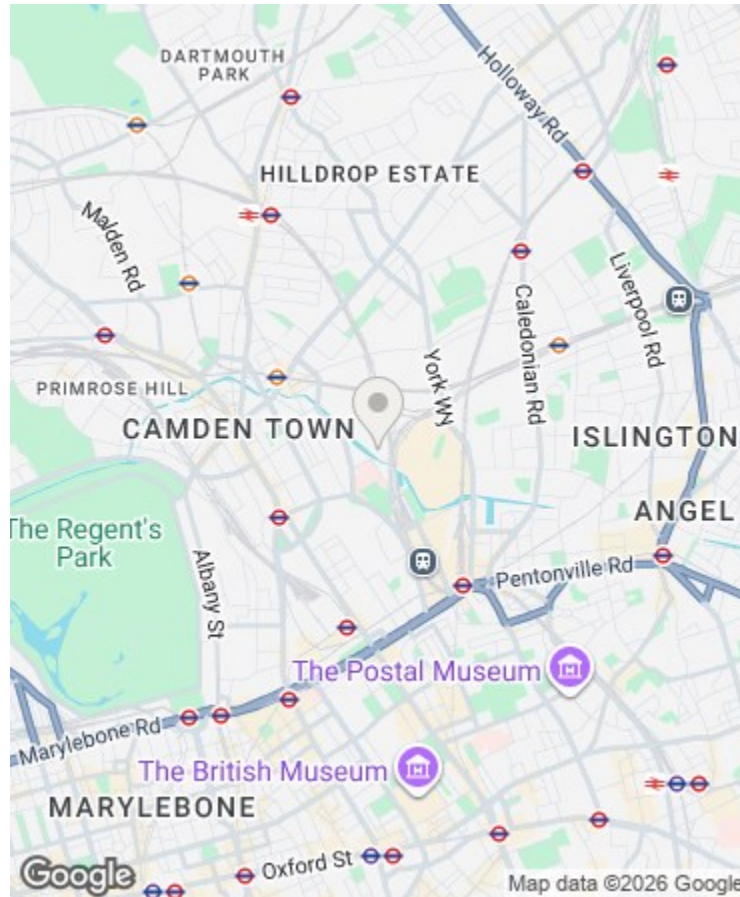 DARTMOUTH
PARK
Holloway Rd
HILLDROP ESTATE
Malden Rd
Liverpool Rd
Caledonian Rd
York Wy
PRIMROSE HILL
CAMDEN TOWN
ISLINGTON
ANGEL
The Regent's
Park
Albany St
Pentonville Rd
The Postal Museum
Marylebone Rd
The British Museum
MARYLEBONE
Oxford St
Google
Map data ©2026 Google